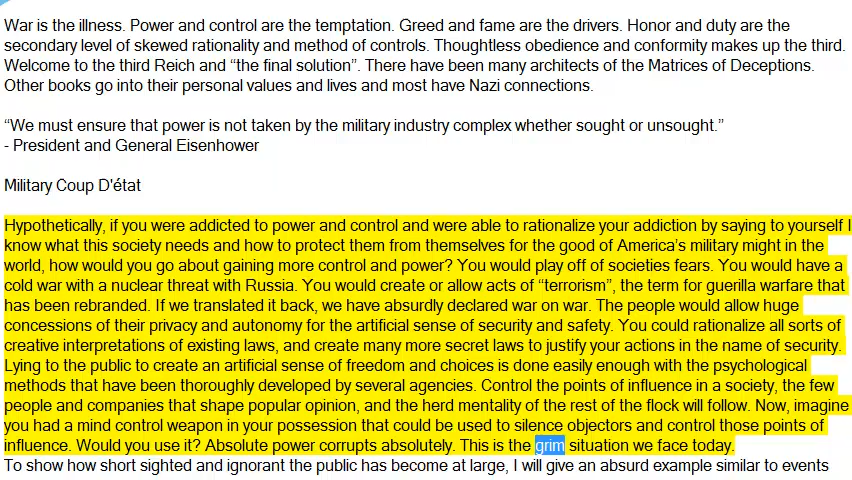 War is the illness. Power and control are the temptation. Greed and fame are the drivers. Honor and duty are the
secondary level of skewed rationality and method of controls. Thoughtless obedience and conformity makes up the third.
Welcome to the third Reich and “the final solution”. There have been many architects of the Matrices of Deceptions.
Other books go into their personal values and lives and most have Nazi connections.
“We must ensure that power is not taken by the military industry complex whether sought or unsought.”
- President and General Eisenhower
Military Coup D'état
Hypothetically, if you were addicted to power and control and were able to rationalize your addiction by saying to yourself I
know what this society needs and how to protect them from themselves for the good of America’s military might in the
world, how would you go about gaining more control and power? You would play off of societies fears. You would have a
cold war with a nuclear threat with Russia. You would create or allow acts of “terrorism”, the term for guerilla warfare that
has been rebranded. If we translated it back, we have absurdly declared war on war. The people would allow huge
concessions of their privacy and autonomy for the artificial sense of security and safety. You could rationalize all sorts of
creative interpretations of existing laws, and create many more secret laws to justify your actions in the name of security.
Lying to the public to create an artificial sense of freedom and choices is done easily enough with the psychological
methods that have been thoroughly developed by several agencies. Control the points of influence in a society, the few
people and companies that shape popular opinion, and the herd mentality of the rest of the flock will follow. Now, imagine
you had a mind control weapon in your possession that could be used to silence objectors and control those points of
influence. Would you use it? Absolute power corrupts absolutely. This is the grim situation we face today.
To show how short sighted and ignorant the public has become at large, I will give an absurd example similar to events